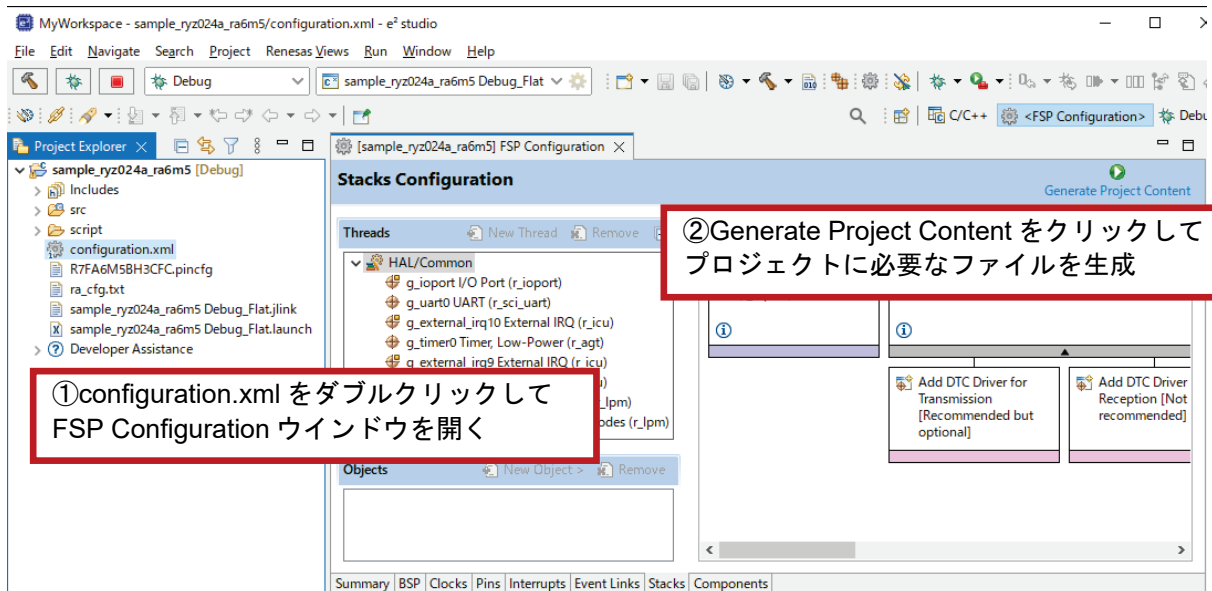 MyWorkspace - sample_ryz024a_ra6m5/configuration.xml - e² studio
File Edit Navigate Search Project Renesas Views Run Window Help
Debug
sample_ryz024a_ra6m5 Debug_Flat
C/C++
<FSP Configuration>
Debu
Project Explorer
[sample_ryz024a_ra6m5] FSP Configuration
sample_ryz024a_ra6m5 [Debug]
Includes
src
script
configuration.xml
R7FA6M5BH3CFC.pincfg
ra_cfg.txt
sample_ryz024a_ra6m5 Debug_Flat.jlink
sample_ryz024a_ra6m5 Debug_Flat.launch
Developer Assistance
Stacks Configuration
Generate Project Content
Threads
New Thread
Remove
②Generate Project Content をクリックして
プロジェクトに必要なファイルを生成
HAL/Common
g_ioport I/O Port (r_ioport)
g_uart0 UART (r_sci_uart)
g_external_irq10 External IRQ (r_icu)
g_timer0 Timer, Low-Power (r_agt)
g_external_irq9 External IRQ (r_icu)
_lpm)
odes (r_lpm)
①configuration.xml をダブルクリックして
FSP Configuration ウインドウを開く
Add DTC Driver for
Transmission
[Recommended but
optional]
Add DTC Driver
Reception [Not
recommended]
Objects
New Object >
Remove
Summary BSP Clocks Pins Interrupts Event Links Stacks Components